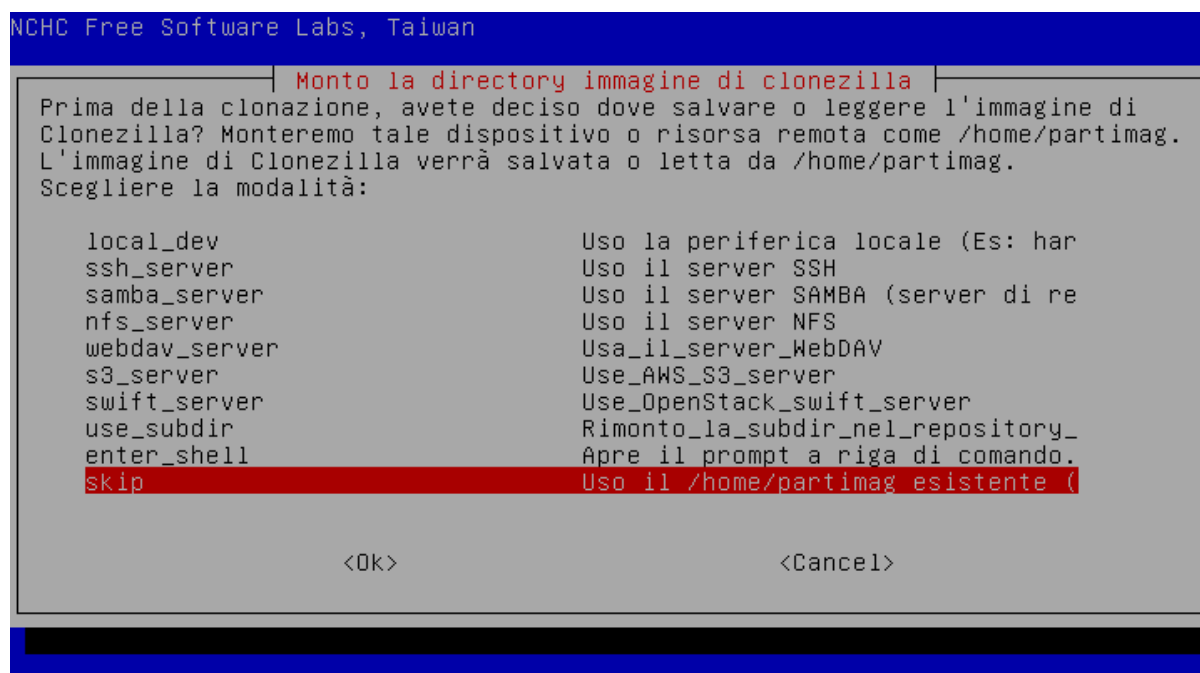 NCHC Free Software Labs, Taiwan
Monto la directory immagine di clonezilla
Prima della clonazione, avete deciso dove salvare o leggere l'immagine di
Clonezilla? Monteremo tale dispositivo o risorsa remota come /home/partimag.
L'immagine di Clonezilla verrà salvata o letta da /home/partimag.
Scegliere la modalità:
local_dev Uso la periferica locale (Es: har
ssh_server Uso il server SSH
samba_server Uso il server SAMBA (server di re
nfs_server Uso il server NFS
webdav_server Usa_il_server_WebDAV
s3_server Use_AWS_S3_server
swift_server Use_OpenStack_swift_server
use_subdir Rimonto_la_subdir_nel_repository_
enter_shell Apre il prompt a riga di comando.
skip Uso il /home/partimag esistente (
<Ok> <Cancel>